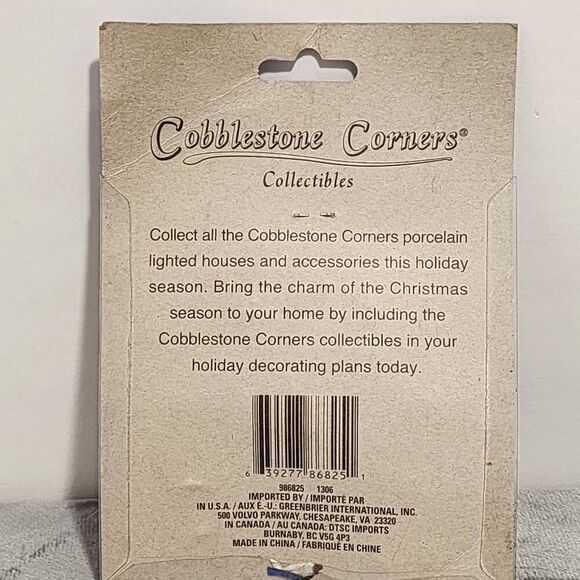 Cobblestone Corners®
Collectibles
Collect all the Cobblestone Corners porcelain
lighted houses and accessories this holiday
season. Bring the charm of the Christmas
season to your home by including the
Cobblestone Corners collectibles in your
holiday decorating plans today.
6 39277 86825 1
986825 1306
IMPORTED BY / IMPORTÉ PAR
IN U.S.A. / AUX É.-U.: GREENBRIER INTERNATIONAL, INC.
500 VOLVO PARKWAY, CHESAPEAKE, VA 23320
IN CANADA / AU CANADA: DTSC IMPORTS
BURNABY, BC V5G 4P3
MADE IN CHINA / FABRIQUÉ EN CHINE